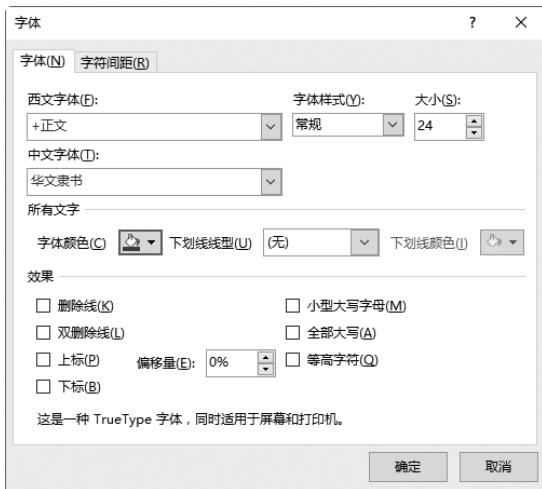 字体 ? ×
字体(N) 字符间距(R)
西文字体(F): 字体样式(Y): 大小(S):
+正文 常规 24
中文字体(T):
华文隶书
所有文字
字体颜色(C) 下划线线型(U) (无) 下划线颜色(I)
效果
删除线(K) 小型大写字母(M)
双删除线(L) 全部大写(A)
上标(P) 偏移量(E): 0% 等高字符(Q)
下标(B)
这是一种 TrueType 字体，同时适用于屏幕和打印机。
确定 取消